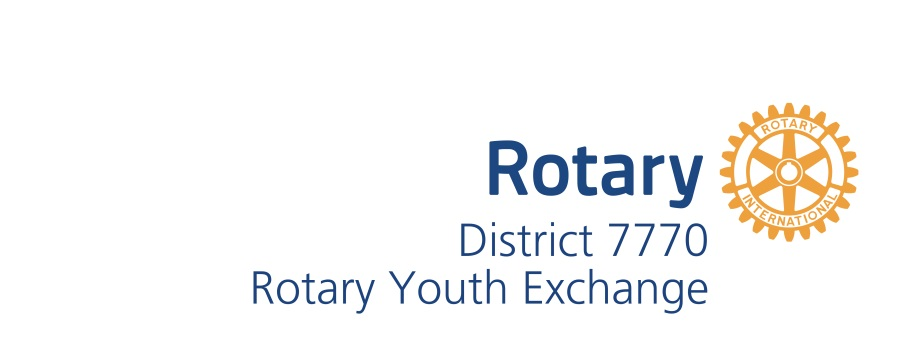 Rotary
ROTARY
INTERNATIONAL
District 7770
Rotary Youth Exchange